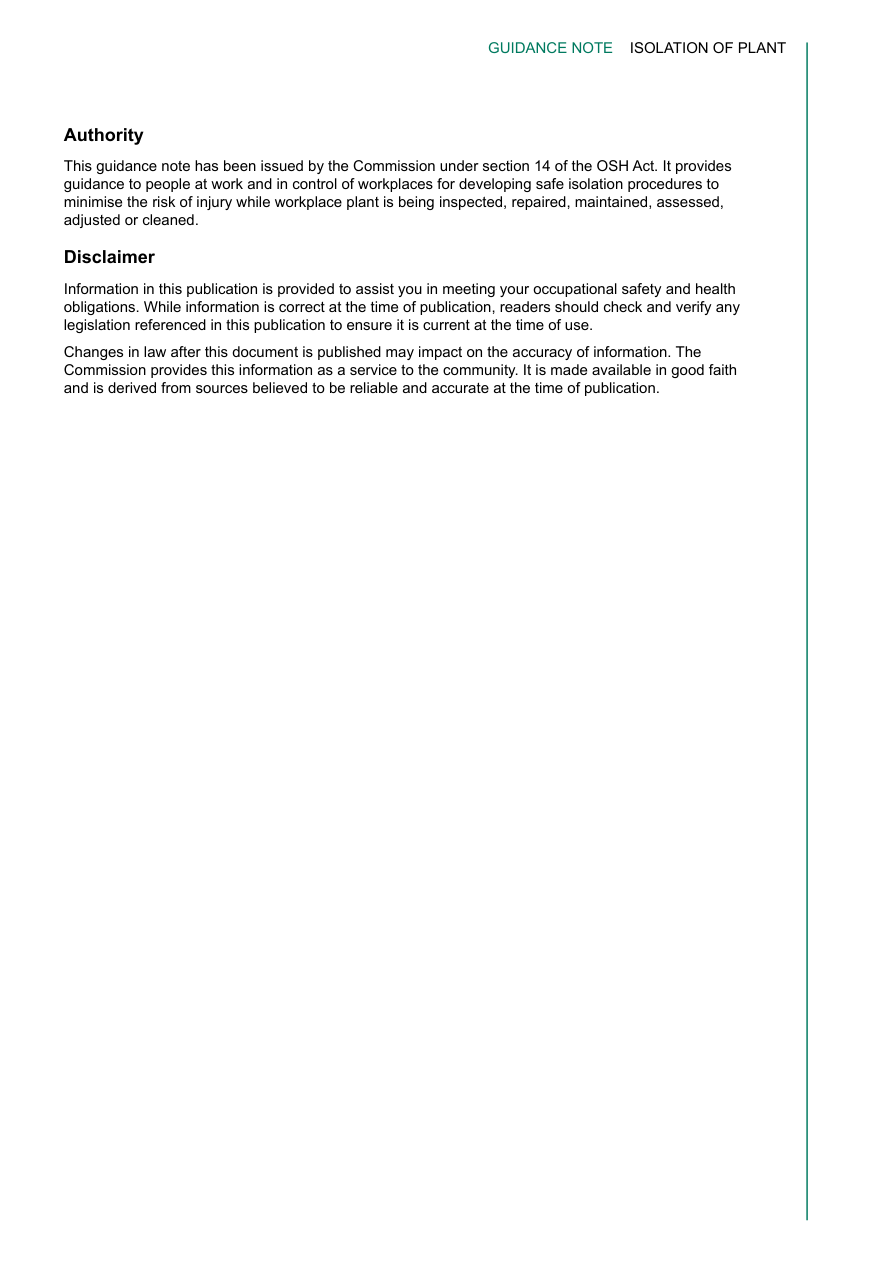 GUIDANCE NOTE ISOLATION OF PLANT
Authority
This guidance note has been issued by the Commission under section 14 of the OSH Act. It provides
guidance to people at work and in control of workplaces for developing safe isolation procedures to
minimise the risk of injury while workplace plant is being inspected, repaired, maintained, assessed,
adjusted or cleaned.
Disclaimer
Information in this publication is provided to assist you in meeting your occupational safety and health
obligations. While information is correct at the time of publication, readers should check and verify any
legislation referenced in this publication to ensure it is current at the time of use.
Changes in law after this document is published may impact on the accuracy of information. The
Commission provides this information as a service to the community. It is made available in good faith
and is derived from sources believed to be reliable and accurate at the time of publication.